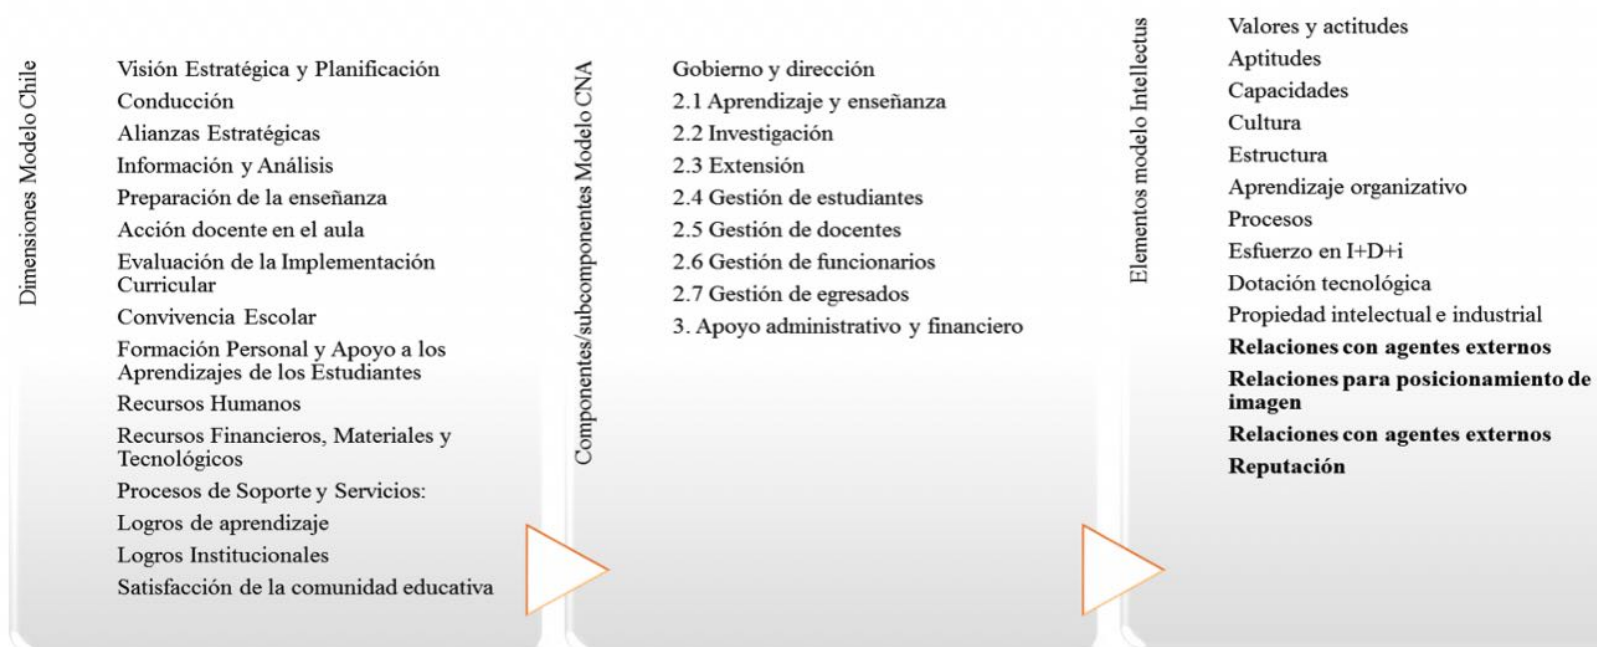 Dimensiones Modelo Chile
Visión Estratégica y Planificación
Conducción
Alianzas Estratégicas
Información y Análisis
Preparación de la enseñanza
Acción docente en el aula
Evaluación de la Implementación
Curricular
Convivencia Escolar
Formación Personal y Apoyo a los
Aprendizajes de los Estudiantes
Recursos Humanos
Recursos Financieros, Materiales y
Tecnológicos
Procesos de Soporte y Servicios:
Logros de aprendizaje
Logros Institucionales
Satisfacción de la comunidad educativa
Componentes/subcomponentes Modelo CNA
Gobierno y dirección
2.1 Aprendizaje y enseñanza
2.2 Investigación
2.3 Extensión
2.4 Gestión de estudiantes
2.5 Gestión de docentes
2.6 Gestión de funcionarios
2.7 Gestión de egresados
3. Apoyo administrativo y financiero
Elementos modelo Intellectus
Valores y actitudes
Aptitudes
Capacidades
Cultura
Estructura
Aprendizaje organizativo
Procesos
Esfuerzo en I+D+i
Dotación tecnológica
Propiedad intelectual e industrial
Relaciones con agentes externos
Relaciones para posicionamiento de
imagen
Relaciones con agentes externos
Reputación